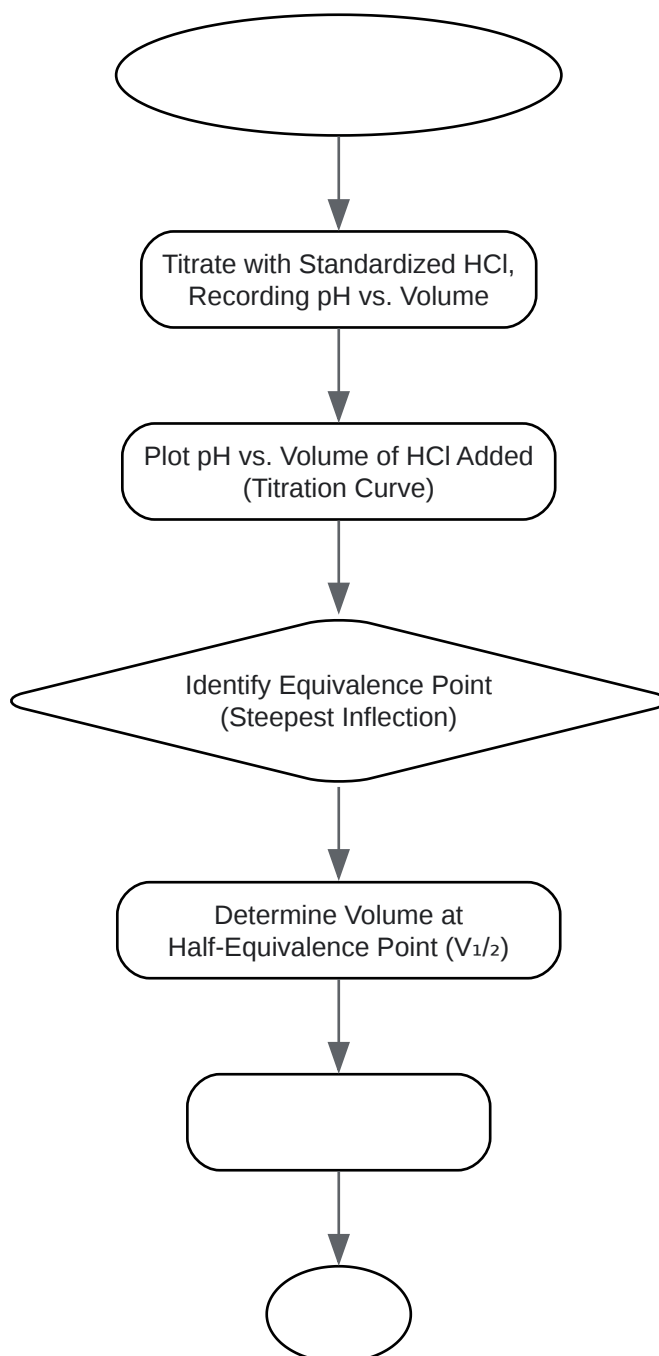 Titrate with Standardized HCl,
Recording pH vs. Volume
Plot pH vs. Volume of HCl Added
(Titration Curve)
Identify Equivalence Point
(Steepest Inflection)
Determine Volume at
Half-Equivalence Point (V₁/₂)